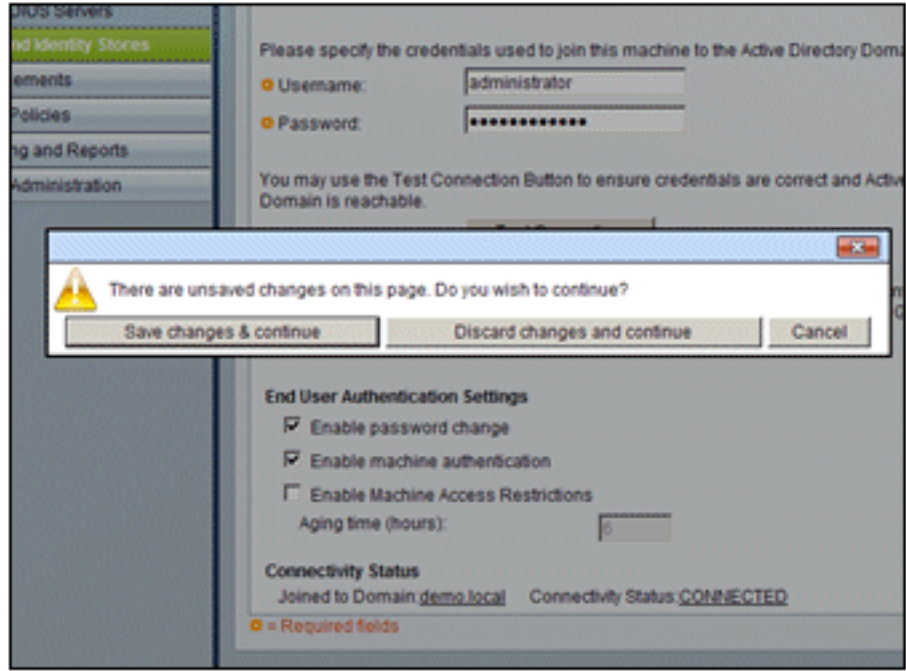 DIUS Servers
nd Identity Stores
ements
Policies
ng and Reports
Administration
Please specify the credentials used to join this machine to the Active Directory Doma
Username:
administrator
Password:
••••••••••••
You may use the Test Connection Button to ensure credentials are correct and Active
Domain is reachable.
There are unsaved changes on this page. Do you wish to continue?
Save changes & continue
Discard changes and continue
Cancel
End User Authentication Settings
Enable password change
Enable machine authentication
Enable Machine Access Restrictions
Aging time (hours):
6
Connectivity Status
Joined to Domain:demo.local Connectivity Status:CONNECTED
= Required fields